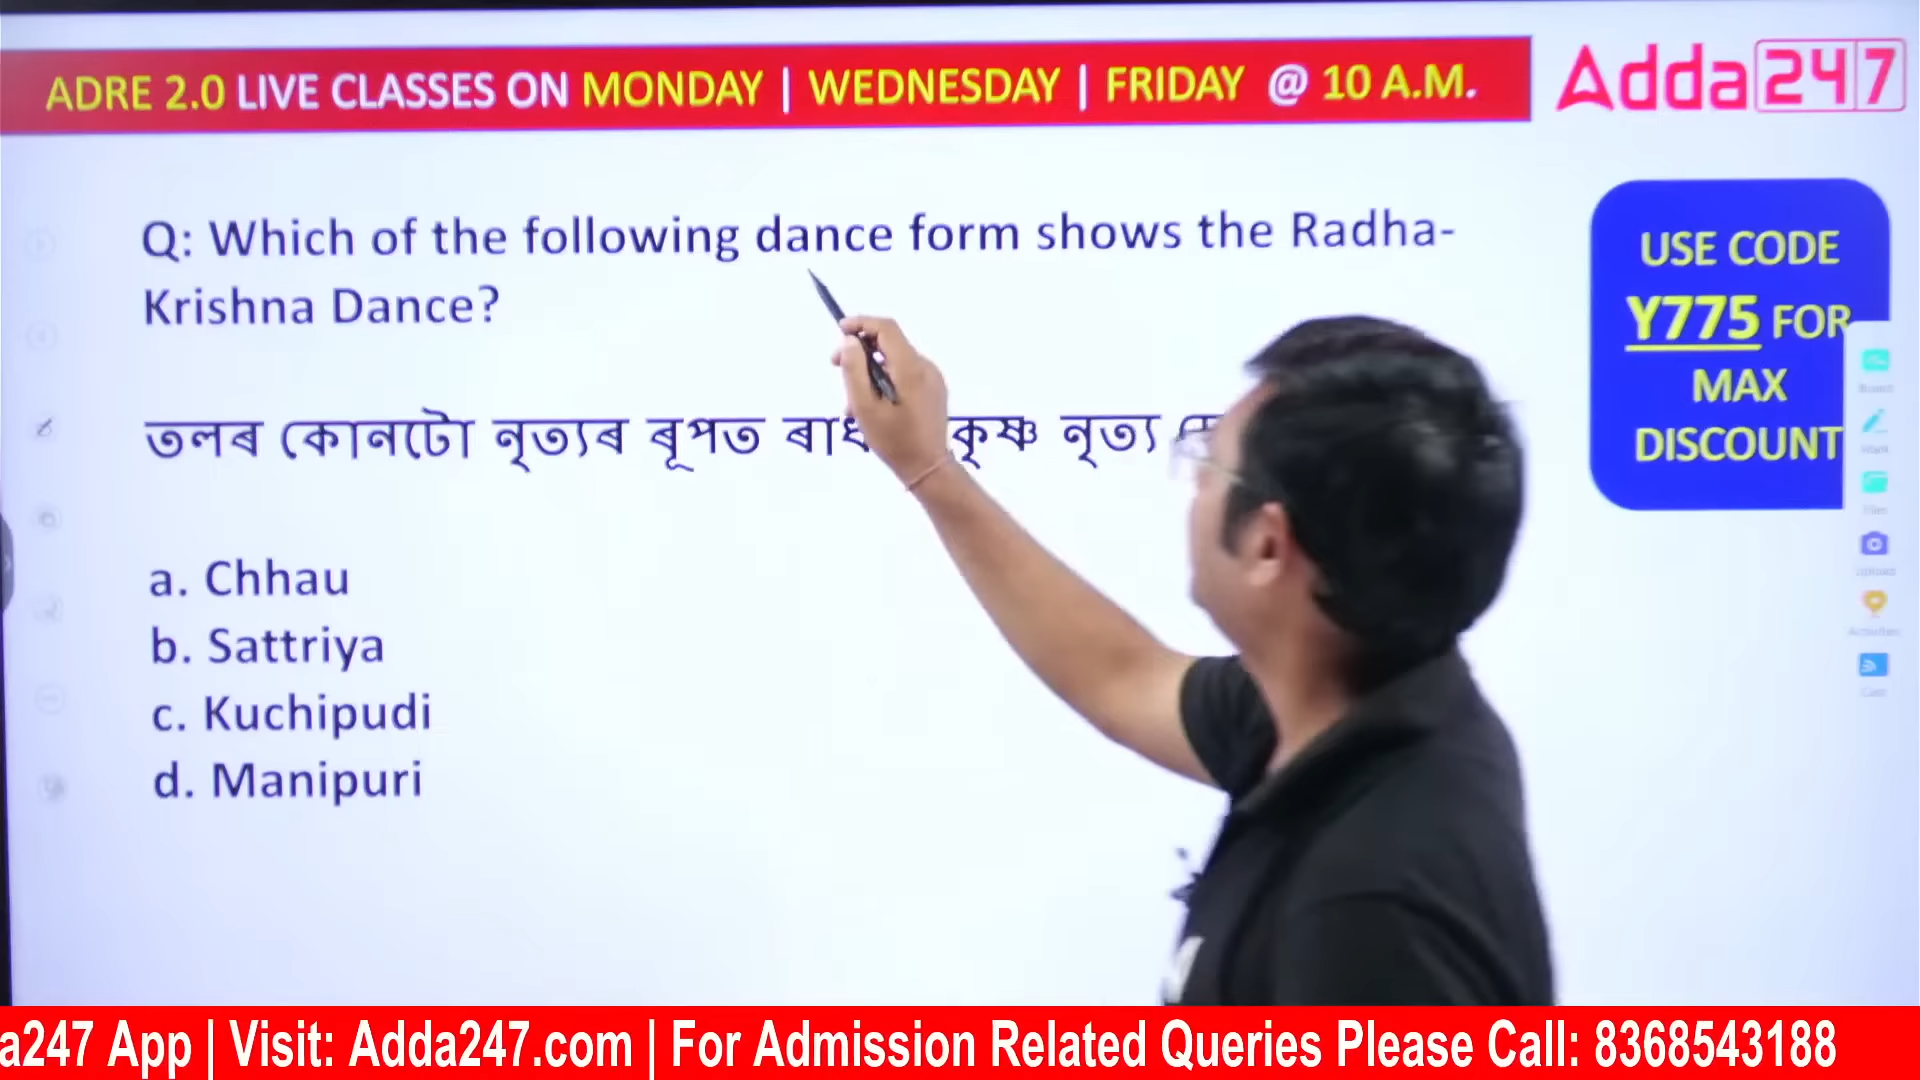 ADRE 2.0 LIVE CLASSES ON MONDAY | WEDNESDAY | FRIDAY @ 10 A.M.
Adda247
Q: Which of the following dance form shows the Radha-
Krishna Dance?
তলৰ কোনটো নৃত্যৰ ৰূপত কৃষ্ণ নৃত্য
a. Chhau
b. Sattriya
c. Kuchipudi
d. Manipuri
USE CODE
Y775 FOR
MAX
DISCOUNT
a247 App | Visit: Adda247.com | For Admission Related Queries Please Call: 8368543188